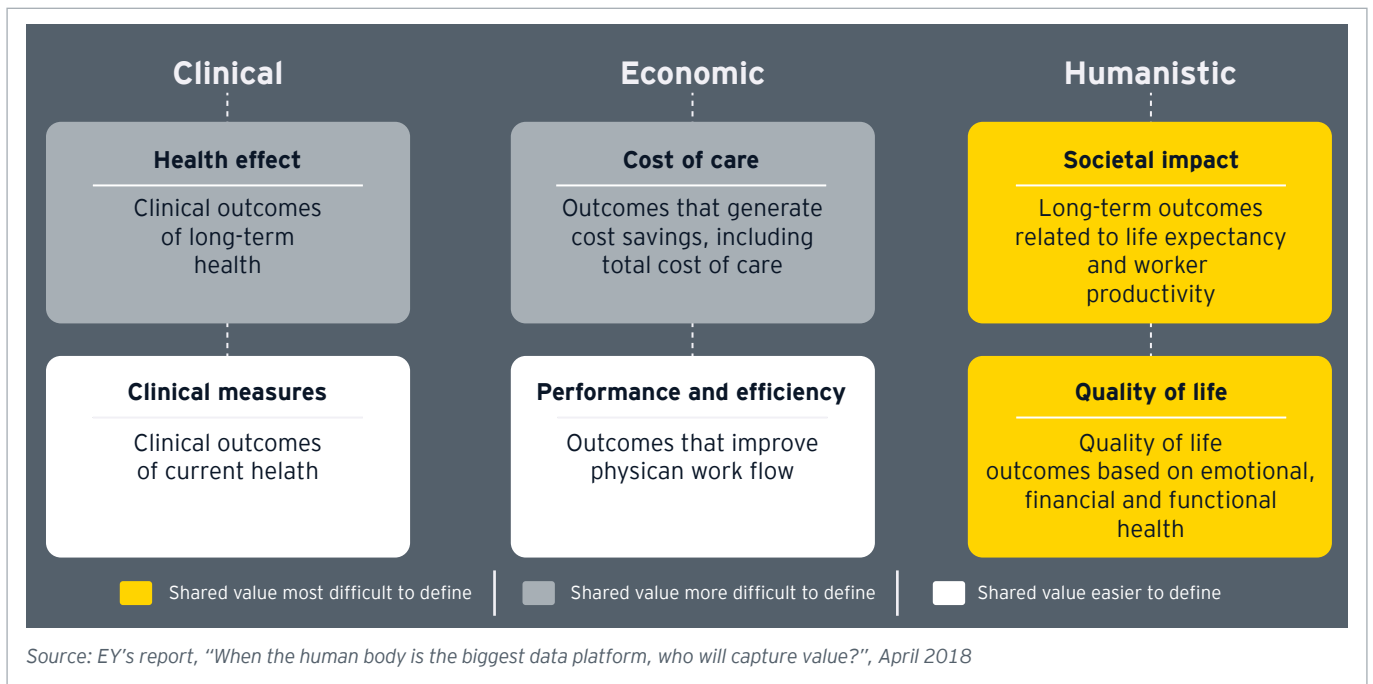 Clinical
Economic
Humanistic
Health effect
Clinical outcomes
of long-term
health
Cost of care
Outcomes that generate
cost savings, including
total cost of care
Societal impact
Long-term outcomes
related to life expectancy
and worker
productivity
Clinical measures
Clinical outcomes
of current helath
Performance and efficiency
Outcomes that improve
physican work flow
Quality of life
Quality of life
outcomes based on emotional,
financial and functional
health
Shared value most difficult to define
Shared value more difficult to define
Shared value easier to define
Source: EY’s report, “When the human body is the biggest data platform, who will capture value?”, April 2018